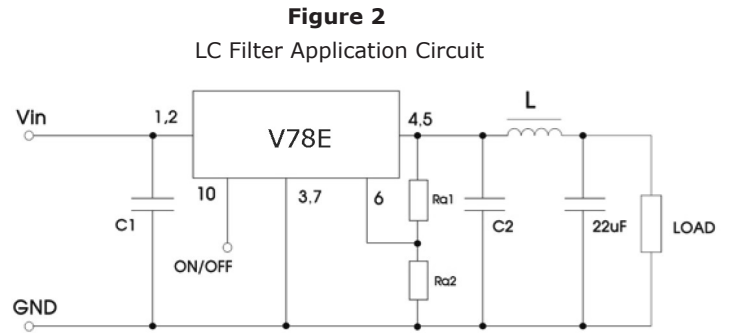 Figure 2
LC Filter Application Circuit
L
Vin
1,2
V78E
4,5
10
3,7
6
Ra1
C1
C2
22uF
LOAD
ON/OFF
Ra2
GND